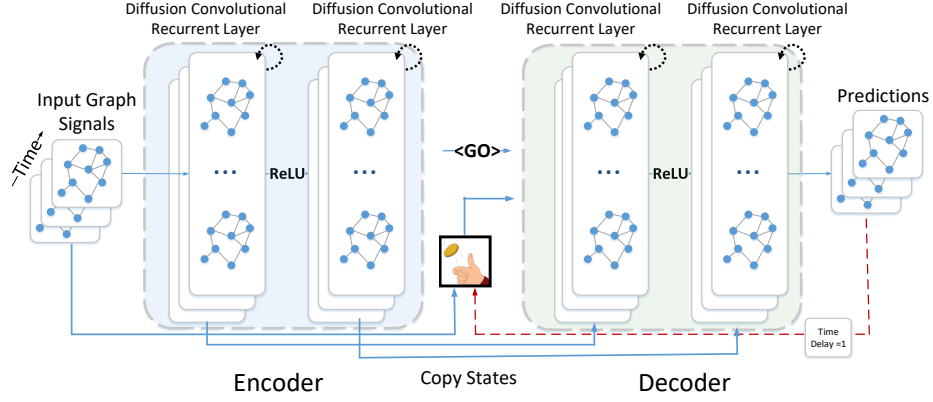 Diffusion Convolutional
Recurrent Layer
Diffusion Convolutional
Recurrent Layer
Diffusion Convolutional
Recurrent Layer
Diffusion Convolutional
Recurrent Layer
Input Graph
Signals
Time
...
ReLU
...
<GO>
...
ReLU
...
Predictions
Time
Delay =1
Encoder
Copy States
Decoder